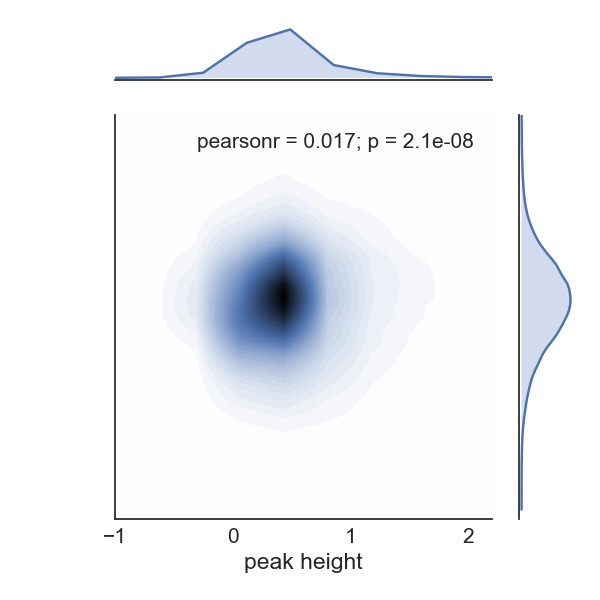 pearsonr = 0.017; p = 2.1e-08
−1 0 1 2
peak height